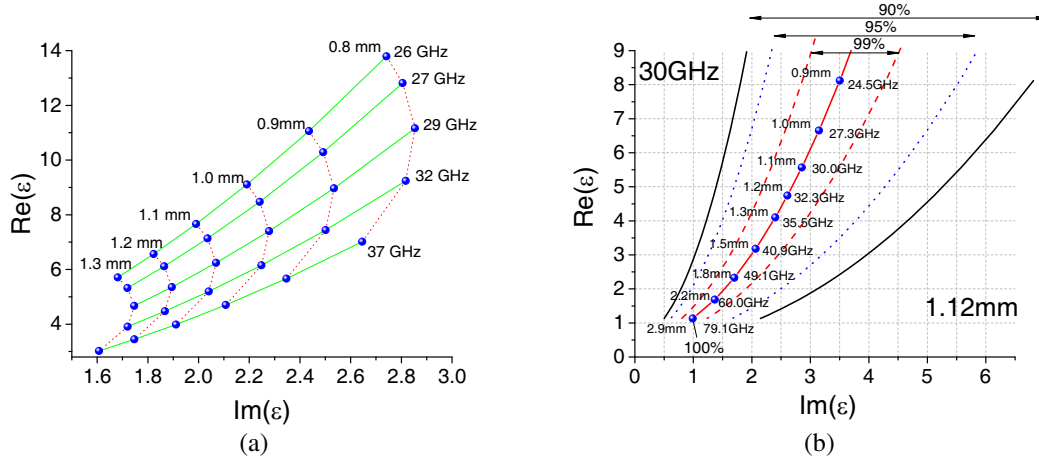 14
12
10
8
6
4
Re(ε)
0.8 mm
26 GHz
27 GHz
0.9mm
29 GHz
1.0 mm
32 GHz
1.1 mm
1.2 mm
37 GHz
1.3 mm
1.6 1.8 2.0 2.2 2.4 2.6 2.8 3.0
Im(ε)
(a)
90%
95%
99%
9
8
7
6
5
4
3
2
1
0
Re(ε)
30GHz
0.9mm
24.5GHz
1.0mm
27.3GHz
1.1mm
30.0GHz
1.2mm
32.3GHz
1.3mm
35.5GHz
1.5mm
40.9GHz
1.8mm
49.1GHz
2.2mm
60.0GHz
1.12mm
2.9mm
79.1GHz
100%
0 1 2 3 4 5 6
Im(ε)
(b)